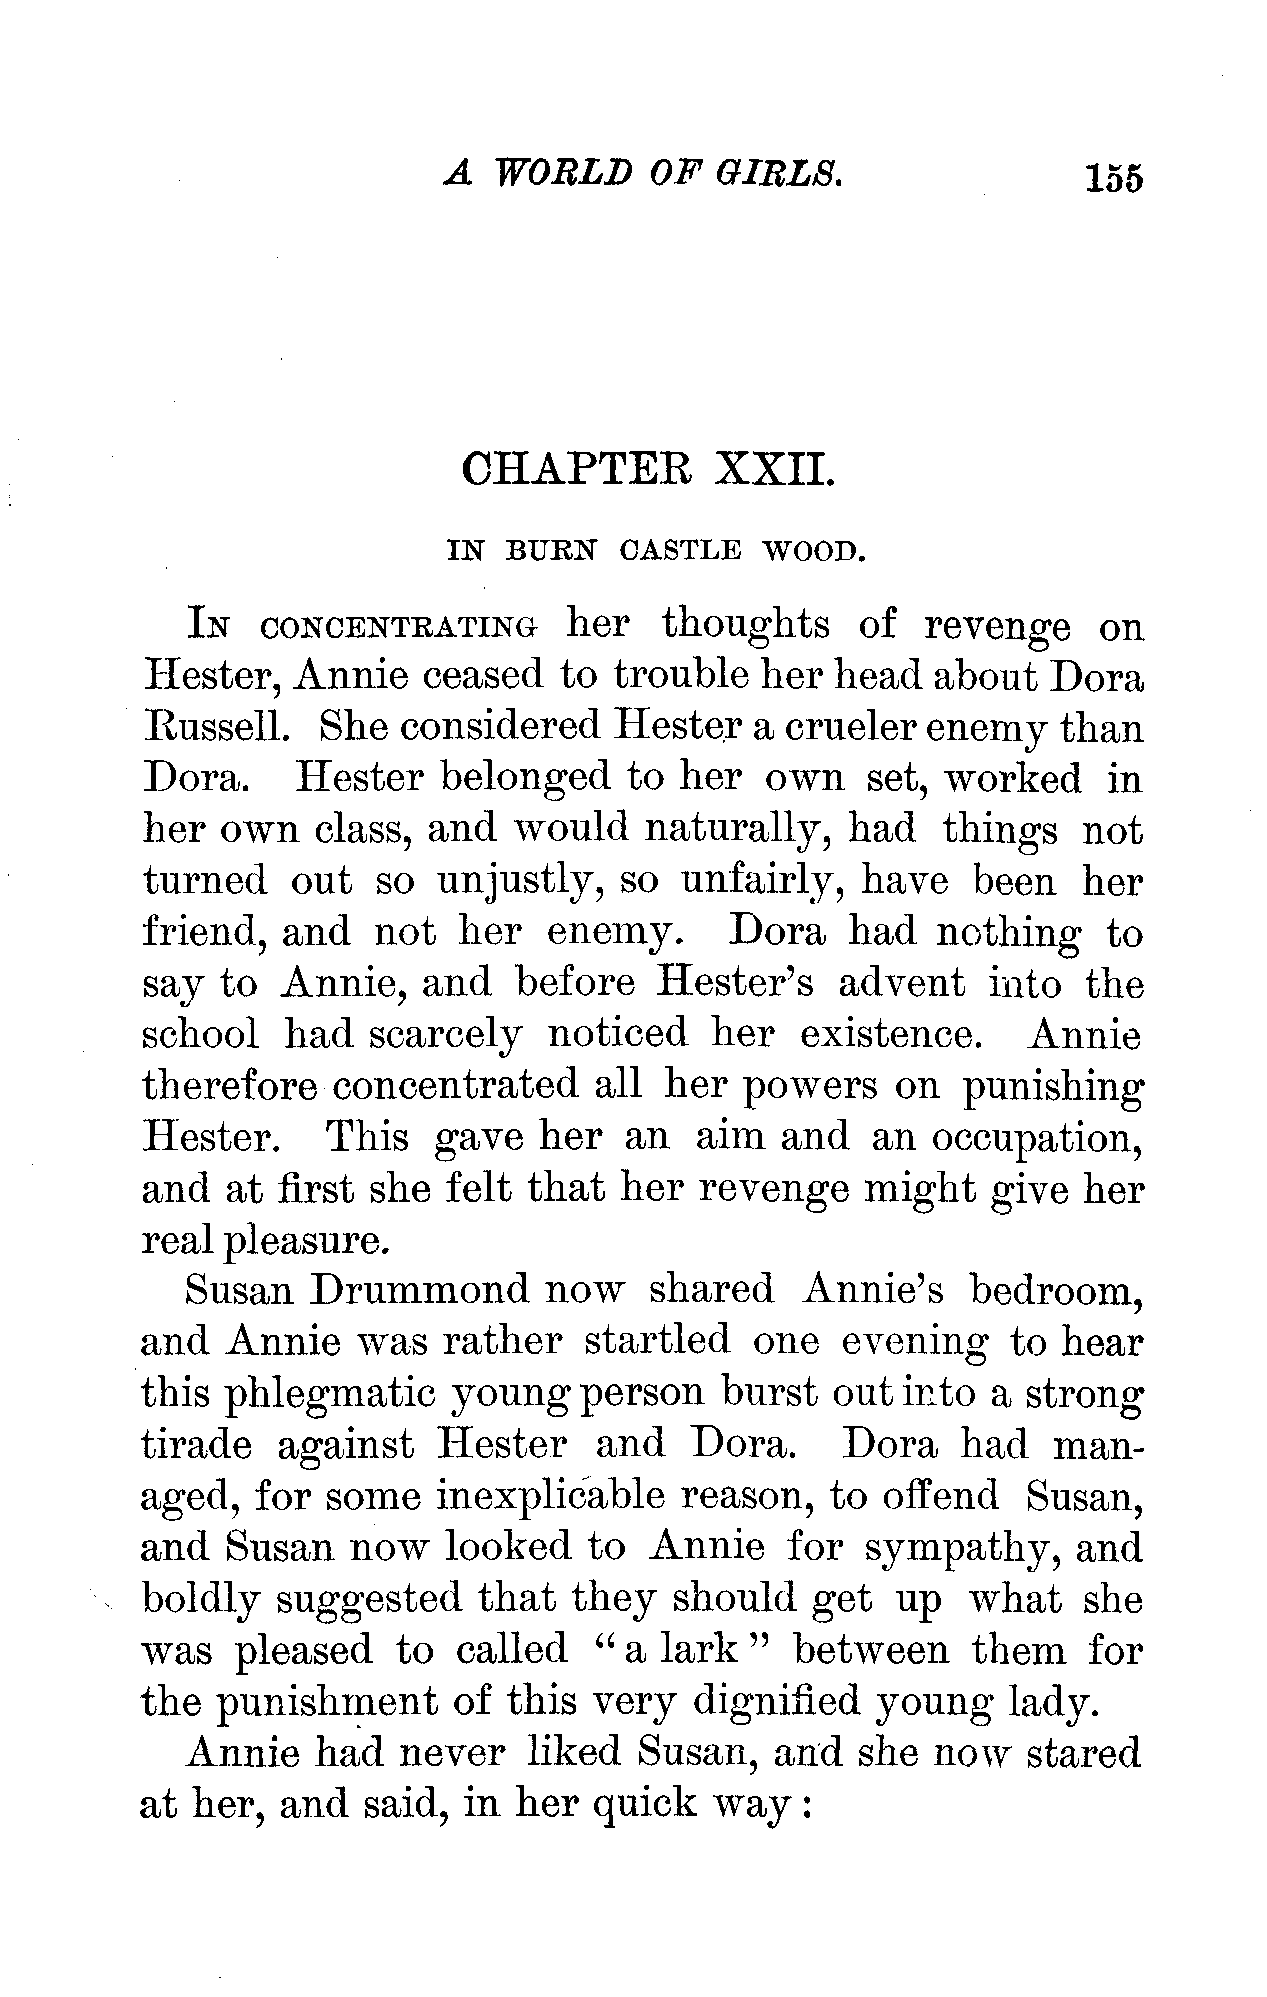 A WORLD OF GIRLS. 155
CHAPTER XXII.
IN BURN CASTLE WOOD.
IN CONCENTRATING her thoughts of revenge on
Hester, Annie ceased to trouble her head about Dora
Russell. She considered Hester a crueler enemy than
Dora. Hester belonged to her own set, worked in
her own class, and would naturally, had things not
turned out so unjustly, so unfairly, have been her
friend, and not her enemy. Dora had nothing to
say to Annie, and before Hester's advent into the
school had scarcely noticed her existence. Annie
therefore concentrated all her powers on punishing
Hester. This gave her an aim and an occupation,
and at first she felt that her revenge might give her
real pleasure.
Susan Drummond now shared Annie's bedroom,
and Annie was rather startled one evening to hear
this phlegmatic young person burst out into a strong
tirade against Hester and Dora. Dora had man-
aged, for some inexplicable reason, to offend Susan,
and Susan now looked to Annie for sympathy, and
boldly suggested that they should get up what she
was pleased to called "a lark" between them for
the punishment of this very dignified young lady.
Annie had never liked Susan, and she now stared
at her, and said, in her quick way: